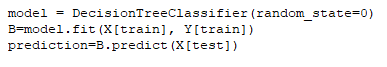 model = DecisionTreeClassifier(random_state=0)
B=model.fit(X[train], Y[train])
prediction=B.predict(X[test])